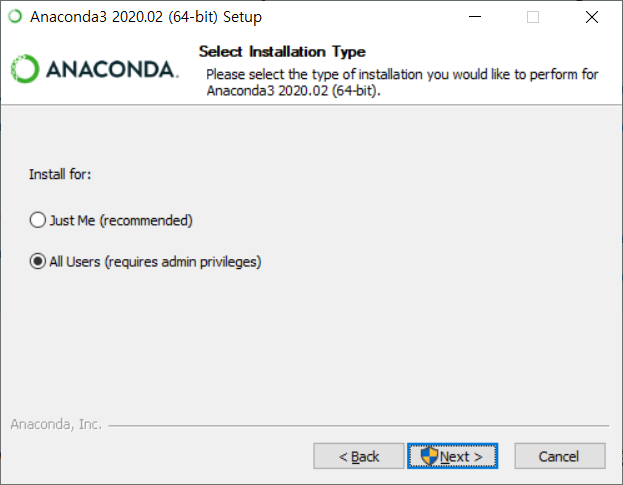 Anaconda3 2020.02 (64-bit) Setup
ANACONDA.
Select Installation Type
Please select the type of installation you would like to perform for
Anaconda3 2020.02 (64-bit).
Install for:
Just Me (recommended)
All Users (requires admin privileges)
Anaconda, Inc.
< Back
Next >
Cancel